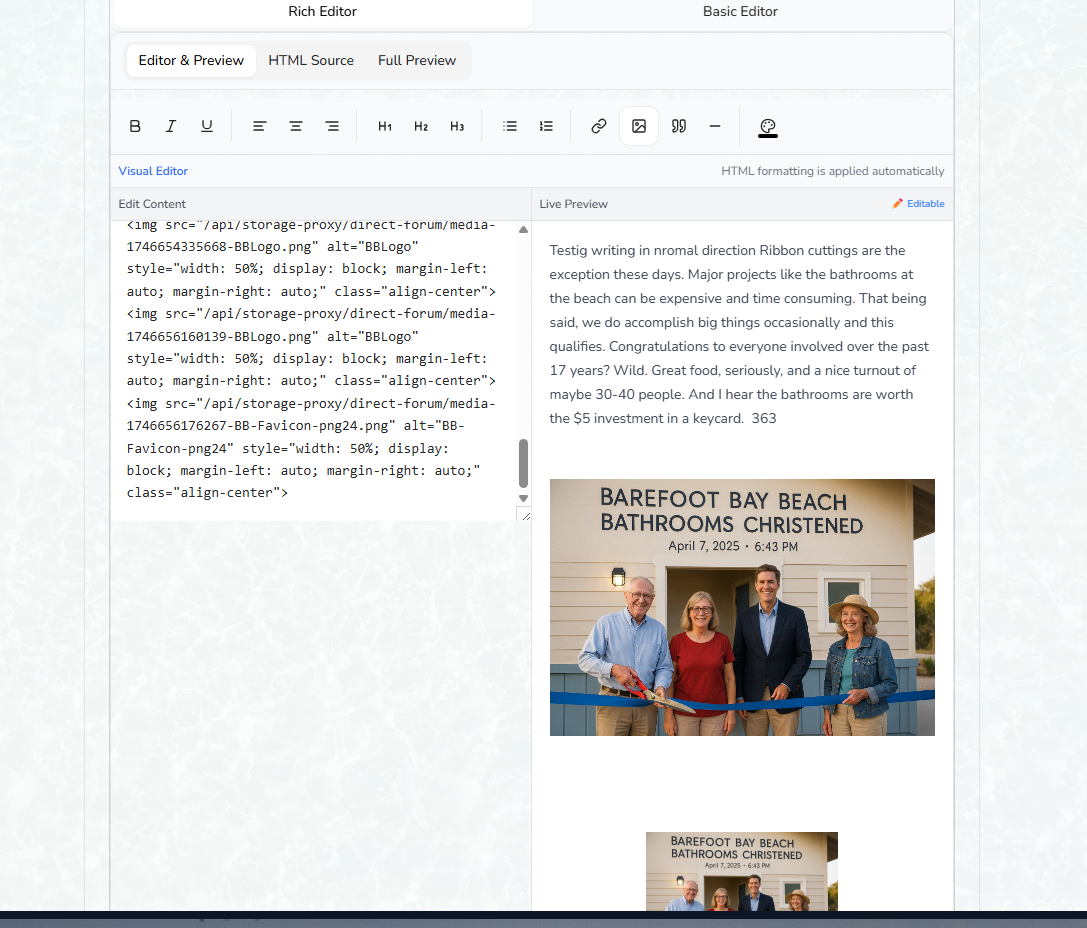 Rich Editor
Basic Editor
Editor & Preview
HTML Source
Full Preview
B I U
H1 H2 H3
Visual Editor
HTML formatting is applied automatically
Edit Content
<img src="/api/storage-proxy/direct-forum/media-
1746654335668-BBLogo.png" alt="BBLogo"
style="width: 50%; display: block; margin-left:
auto; margin-right: auto;" class="align-center">
<img src="/api/storage-proxy/direct-forum/media-
1746656160139-BBLogo.png" alt="BBLogo"
style="width: 50%; display: block; margin-left:
auto; margin-right: auto;" class="align-center">
<img src="/api/storage-proxy/direct-forum/media-
1746656176267-BB-Favicon-png24.png" alt="BB-
Favicon-png24" style="width: 50%; display:
block; margin-left: auto; margin-right: auto;"
class="align-center">
Live Preview
Editable
Testig writing in nromal direction Ribbon cuttings are the
exception these days. Major projects like the bathrooms at
the beach can be expensive and time consuming. That being
said, we do accomplish big things occasionally and this
qualifies. Congratulations to everyone involved over the past
17 years? Wild. Great food, seriously, and a nice turnout of
maybe 30-40 people. And I hear the bathrooms are worth
the $5 investment in a keycard.  363
BAREFOOT BAY BEACH
BATHROOMS CHRISTENED
April 7, 2025 • 6:43 PM
BAREFOOT BAY BEACH
BATHROOMS CHRISTENED
April 7, 2025 • 6:43 PM